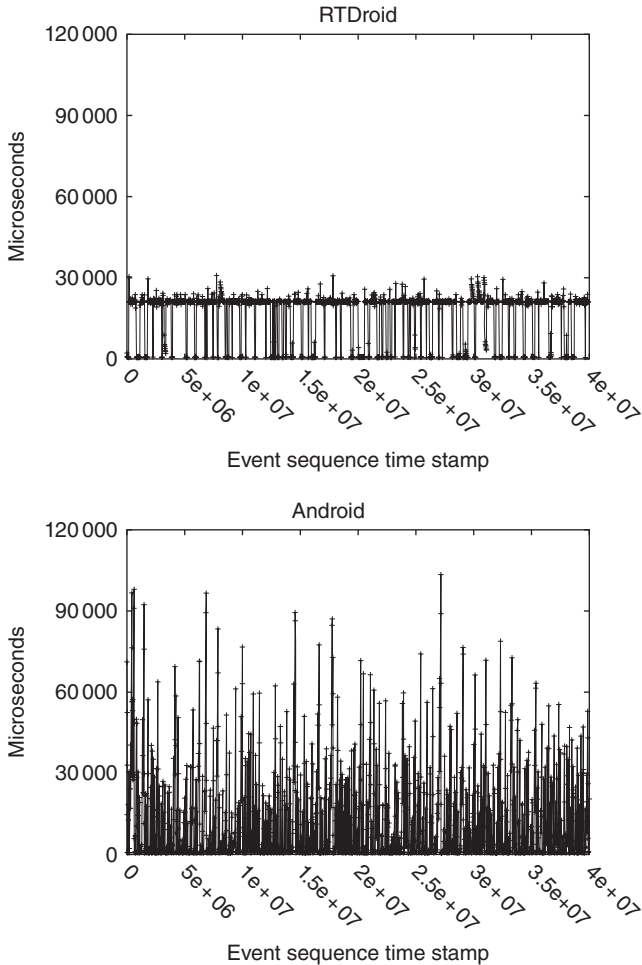 RTDroid
120 000
90 000
60 000
30 000
0
Microseconds
0
5e+06
1e+07
1.5e+07
2e+07
2.5e+07
3e+07
3.5e+07
4e+07
Event sequence time stamp
Android
120 000
90 000
60 000
30 000
0
Microseconds
0
5e+06
1e+07
1.5e+07
2e+07
2.5e+07
3e+07
3.5e+07
4e+07
Event sequence time stamp